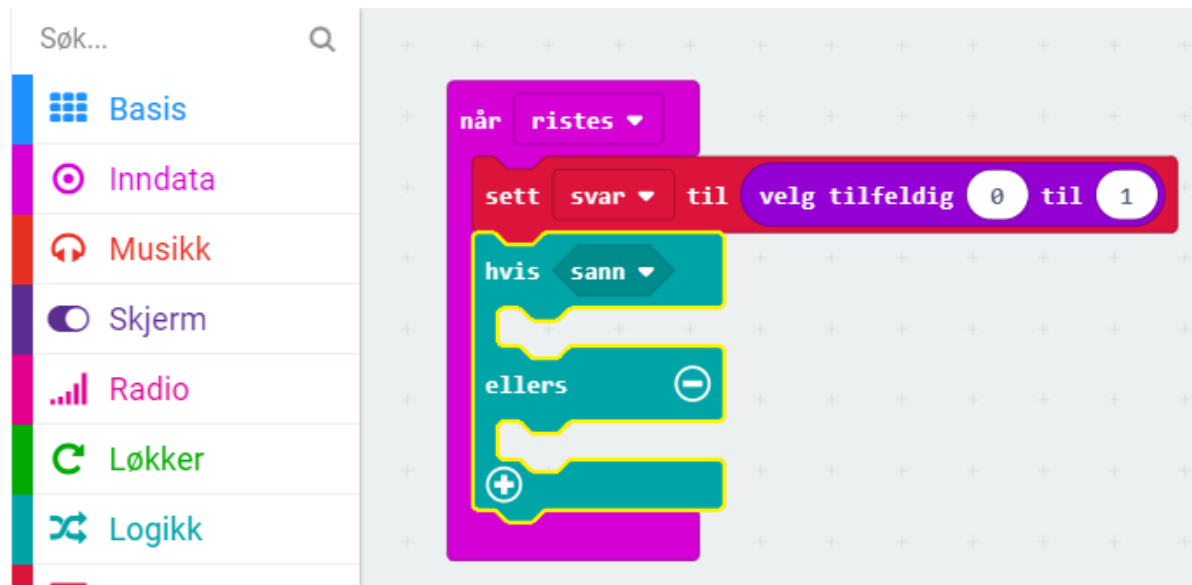 Søk...
Basis
Inndata
Musikk
Skjerm
Radio
Løkker
Logikk
når ristes
sett svar til velg tilfeldig 0 til 1
hvis sann
ellers